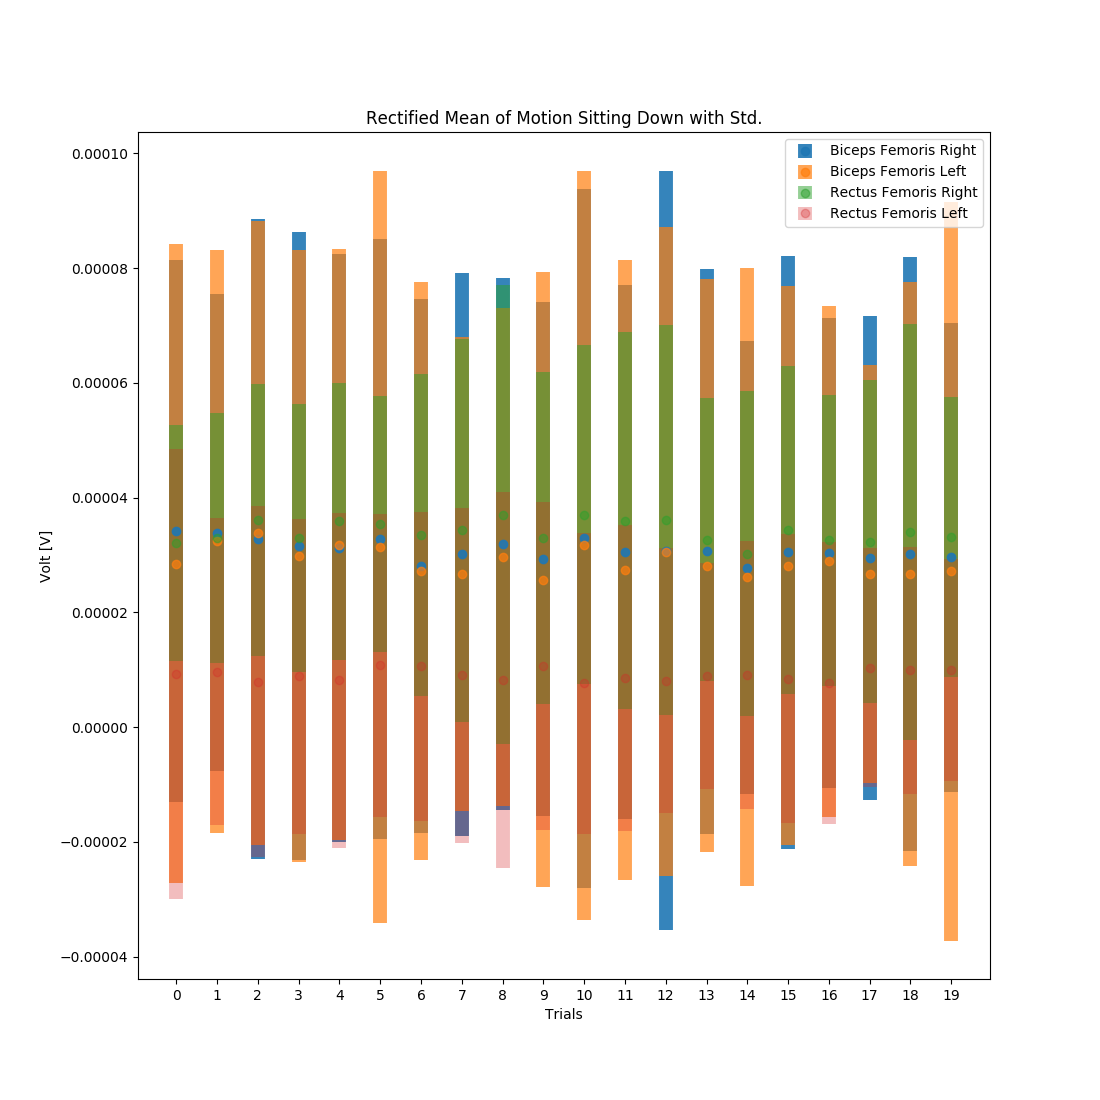 Rectified Mean of Motion Sitting Down with Std.
Biceps Femoris Right
Biceps Femoris Left
Rectus Femoris Right
Rectus Femoris Left
0.00010
0.00008
0.00006
0.00004
0.00002
0.00000
−0.00002
−0.00004
Volt [V]
0 1 2 3 4 5 6 7 8 9 10 11 12 13 14 15 16 17 18 19
Trials